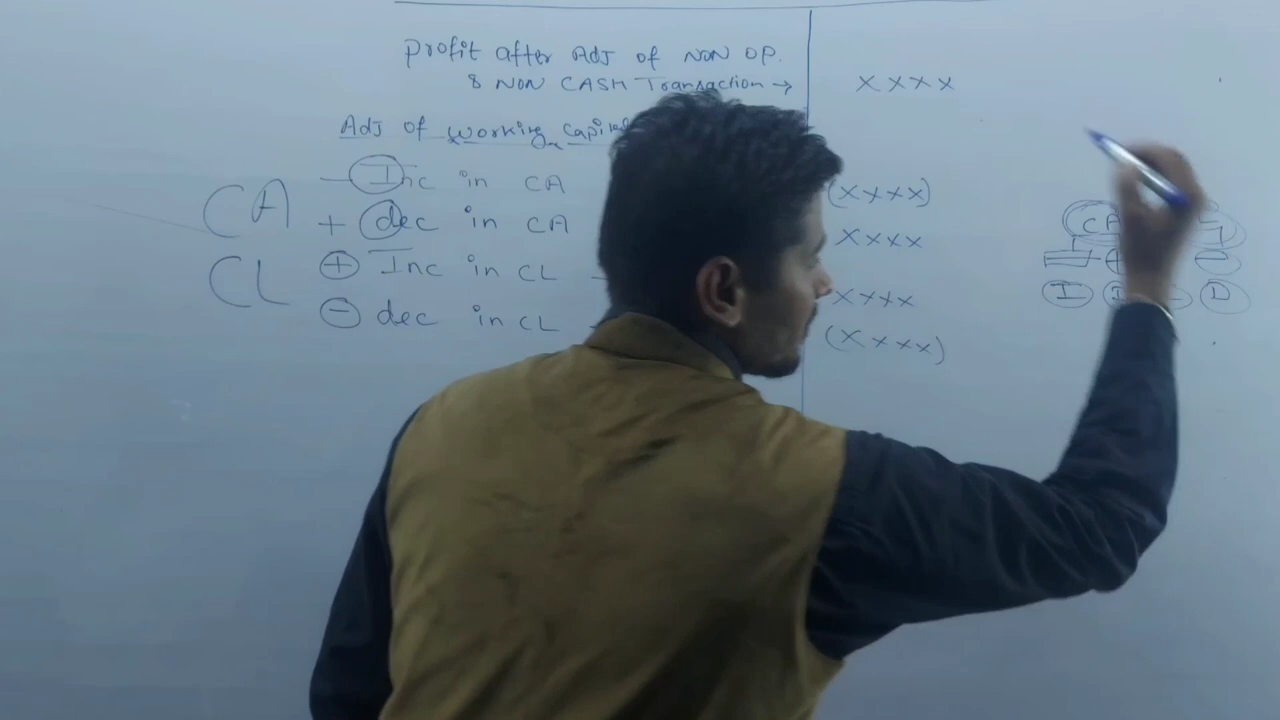 Profit after Adj of NON OP.
& NON CASH Transaction → xxxx
Adj of working Capital
CA - Inc in CA (xxxx)
+ dec in CA xxxx
CL + Inc in CL - xxxx
- dec in CL (xxxx)
CA
I D